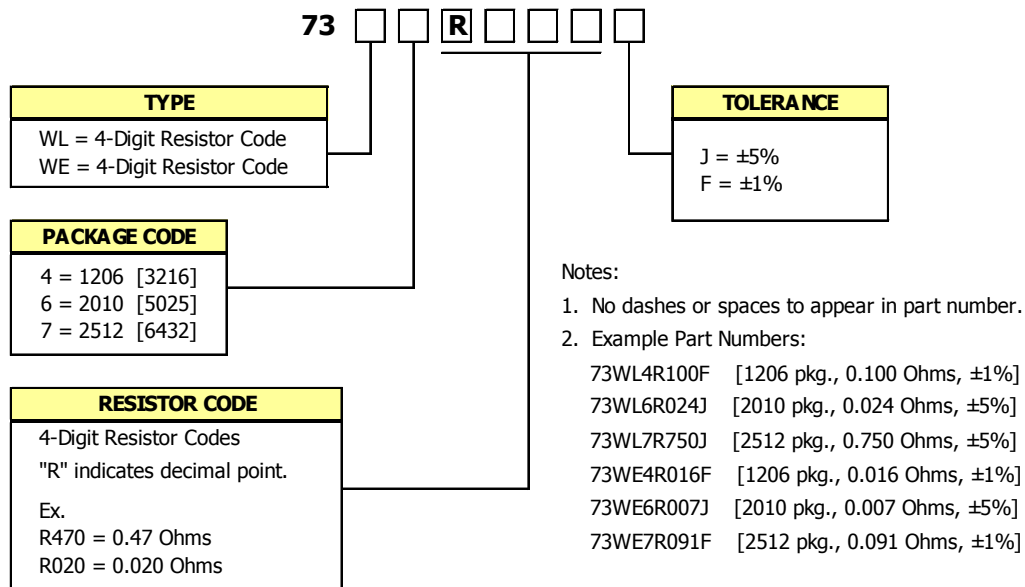 73 R
TYPE
WL = 4-Digit Resistor Code
WE = 4-Digit Resistor Code
TOLERANCE
J = ±5%
F = ±1%
PACKAGE CODE
4 = 1206 [3216]
6 = 2010 [5025]
7 = 2512 [6432]
RESISTOR CODE
4-Digit Resistor Codes
"R" indicates decimal point.
Ex.
R470 = 0.47 Ohms
R020 = 0.020 Ohms
Notes:
1. No dashes or spaces to appear in part number.
2. Example Part Numbers:
73WL4R100F [1206 pkg., 0.100 Ohms, ±1%]
73WL6R024J [2010 pkg., 0.024 Ohms, ±5%]
73WL7R750J [2512 pkg., 0.750 Ohms, ±5%]
73WE4R016F [1206 pkg., 0.016 Ohms, ±1%]
73WE6R007J [2010 pkg., 0.007 Ohms, ±5%]
73WE7R091F [2512 pkg., 0.091 Ohms, ±1%]